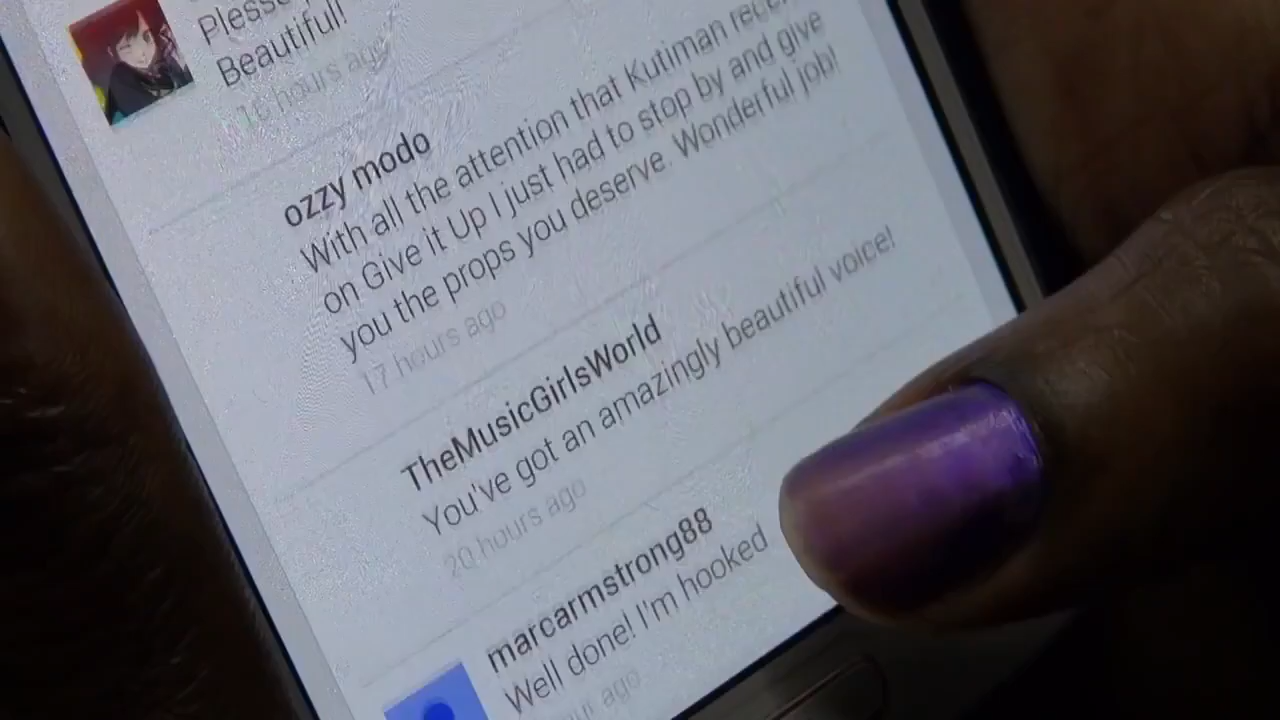 Beautiful!
16 hours ago
ozzy modo
With all the attention that Kutiman
on Give it Up I just had to stop by and give
you the props you deserve. Wonderful job!
17 hours ago
TheMusicGirlsWorld
You've got an amazingly beautiful voice!
20 hours ago
marcarmstrong88
Well done! I'm hooked
ago